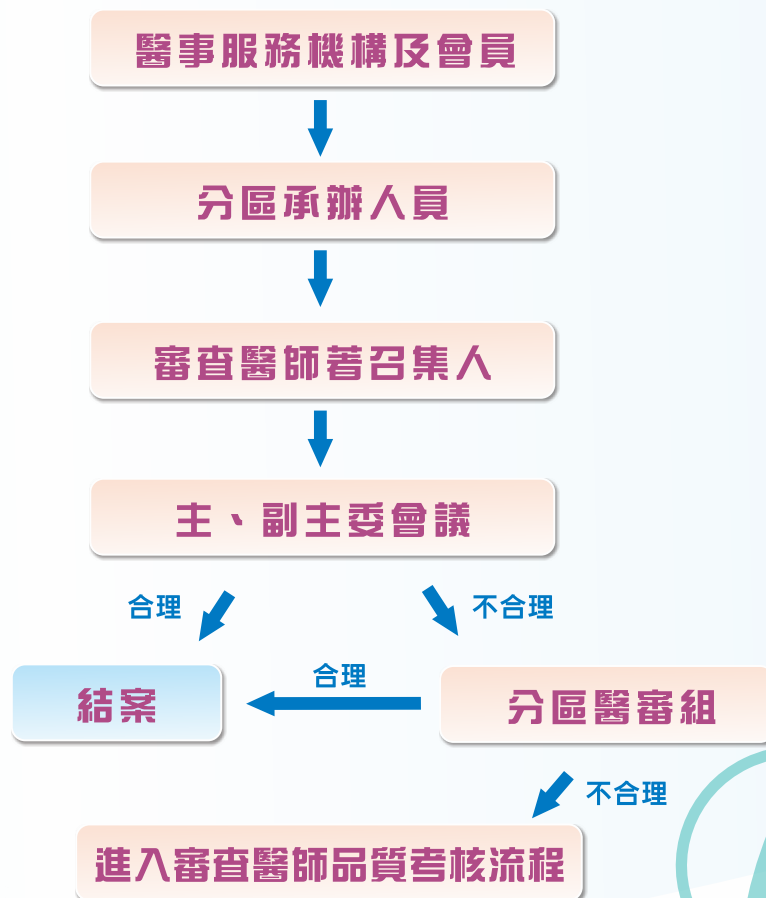 醫事服務機構及會員
分區承辦人員
審查醫師著召集人
主、副主委會議
合理
不合理
結案
合理
分區醫審組
不合理
進入審查醫師品質考核流程